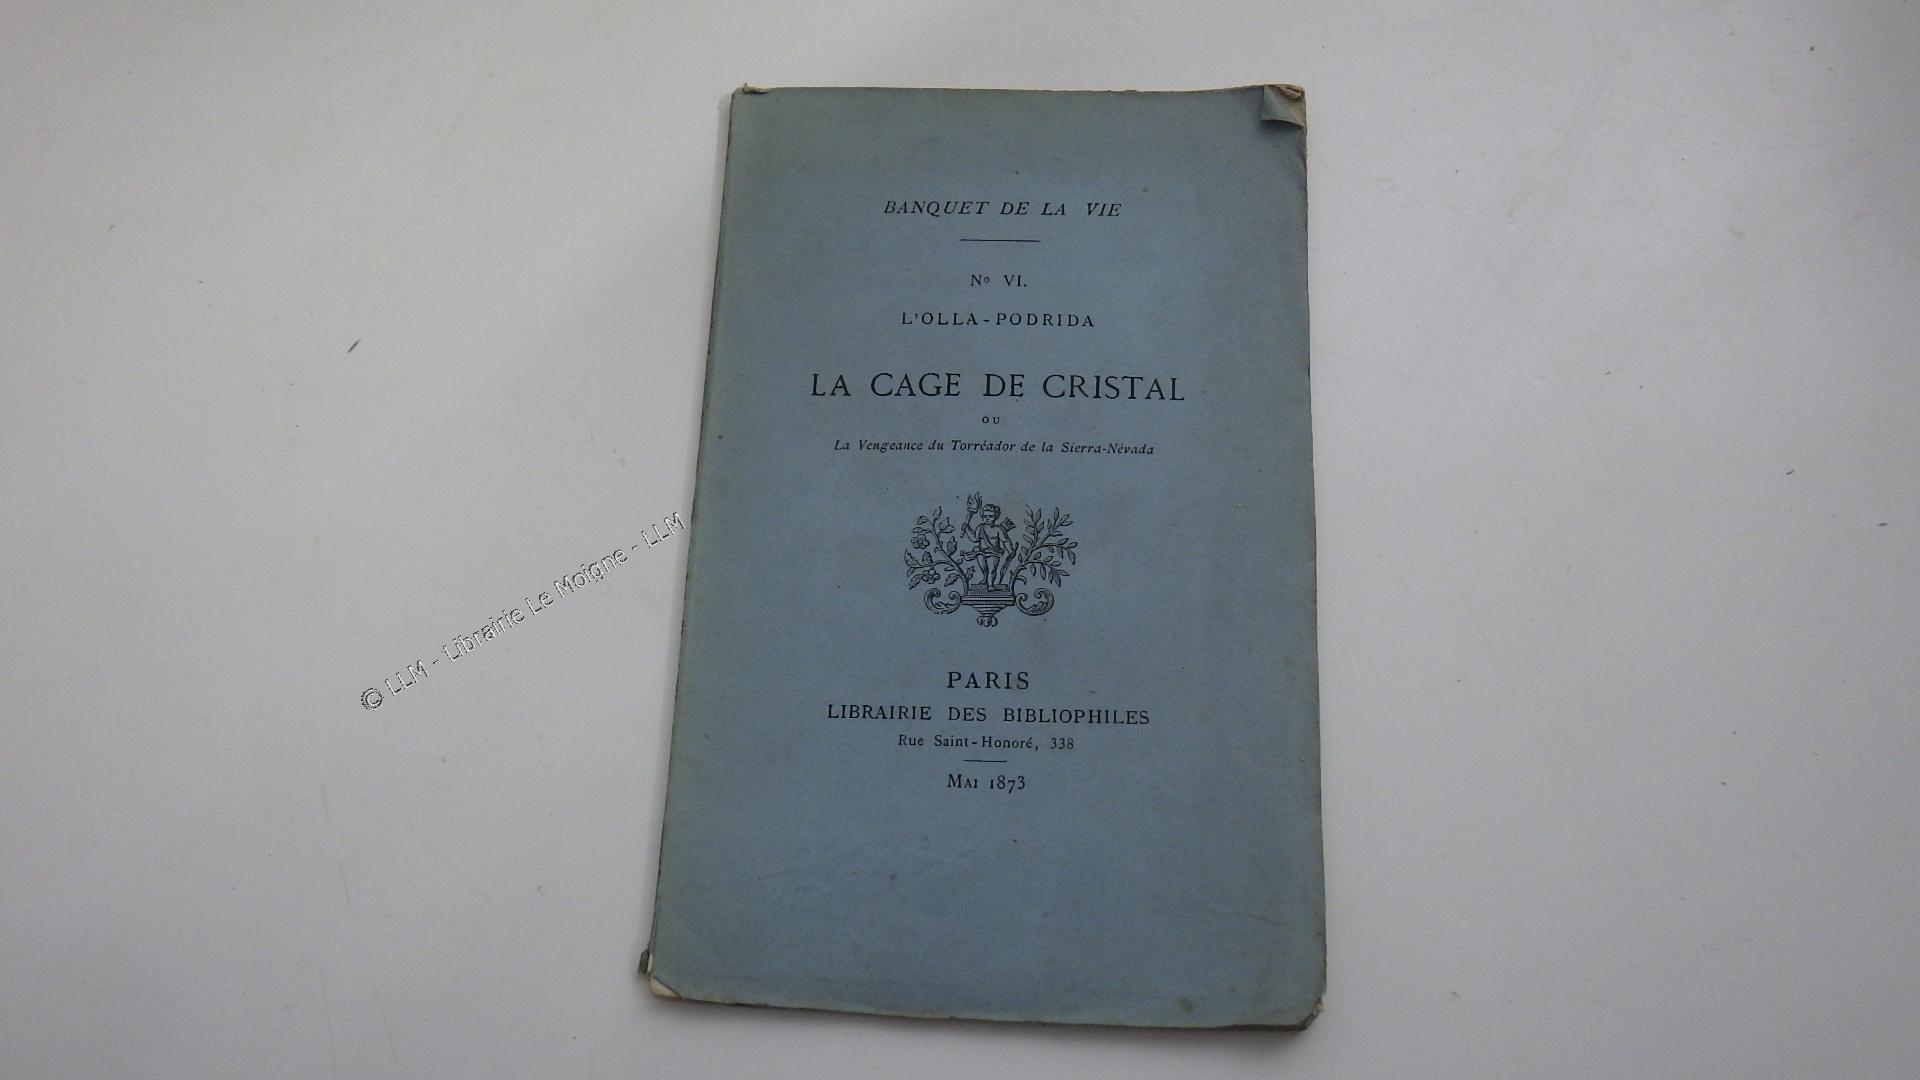 BANQUET DE LA VIE
No VI.
L'OLLA-PODRIDA
LA CAGE DE CRISTAL
OU
La Vengeance du Torréador de la Sierra-Névada
PARIS
LIBRAIRIE DES BIBLIOPHILES
Rue Saint-Honoré, 338
MAI 1873
© LLM - Librairie Le Moigne - LLM